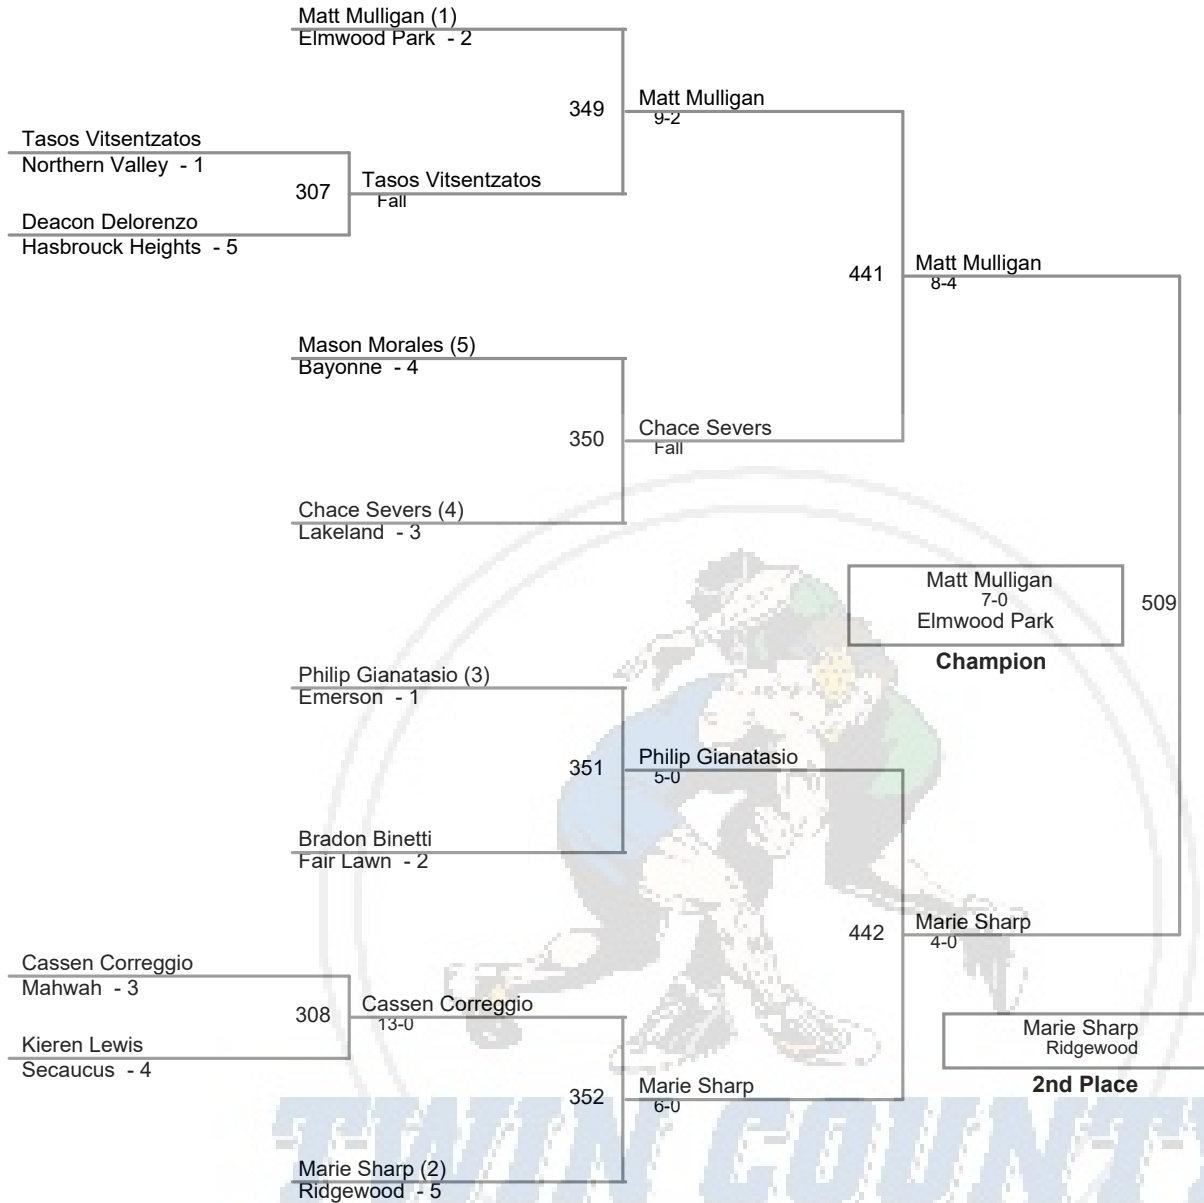 Matt Mulligan (1)
Elmwood Park - 2
349
Matt Mulligan
9-2
Tasos Vitsentzatos
Northern Valley - 1
307
Tasos Vitsentzatos
Fall
Deacon Delorenzo
Hasbrouck Heights - 5
441
Matt Mulligan
8-4
Mason Morales (5)
Bayonne - 4
350
Chace Severs
Fall
Chace Severs (4)
Lakeland - 3
Matt Mulligan
7-0
Elmwood Park
509
Champion
Philip Gianatasio (3)
Emerson - 1
351
Philip Gianatasio
5-0
Bradon Binetti
Fair Lawn - 2
442
Marie Sharp
4-0
Cassen Correggio
Mahwah - 3
308
Cassen Correggio
13-0
Kieren Lewis
Secaucus - 4
Marie Sharp
Ridgewood
2nd Place
352
Marie Sharp
6-0
Marie Sharp (2)
Ridgewood - 5
TWIN COUNTY